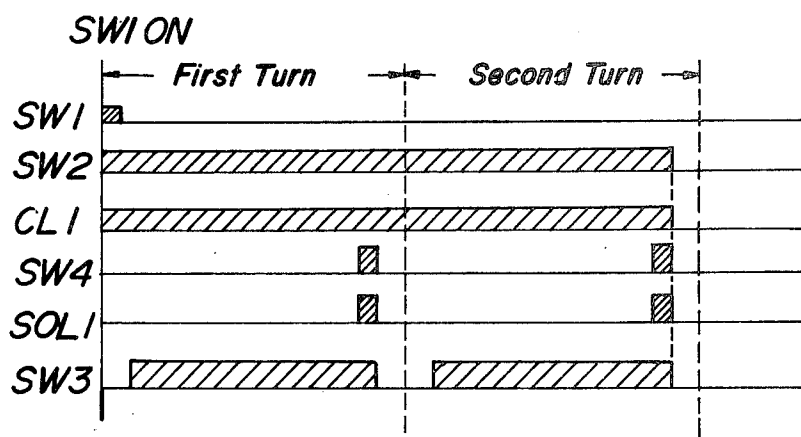 SW1 ON
First Turn Second Turn
SW1
SW2
CL1
SW4
SOL1
SW3